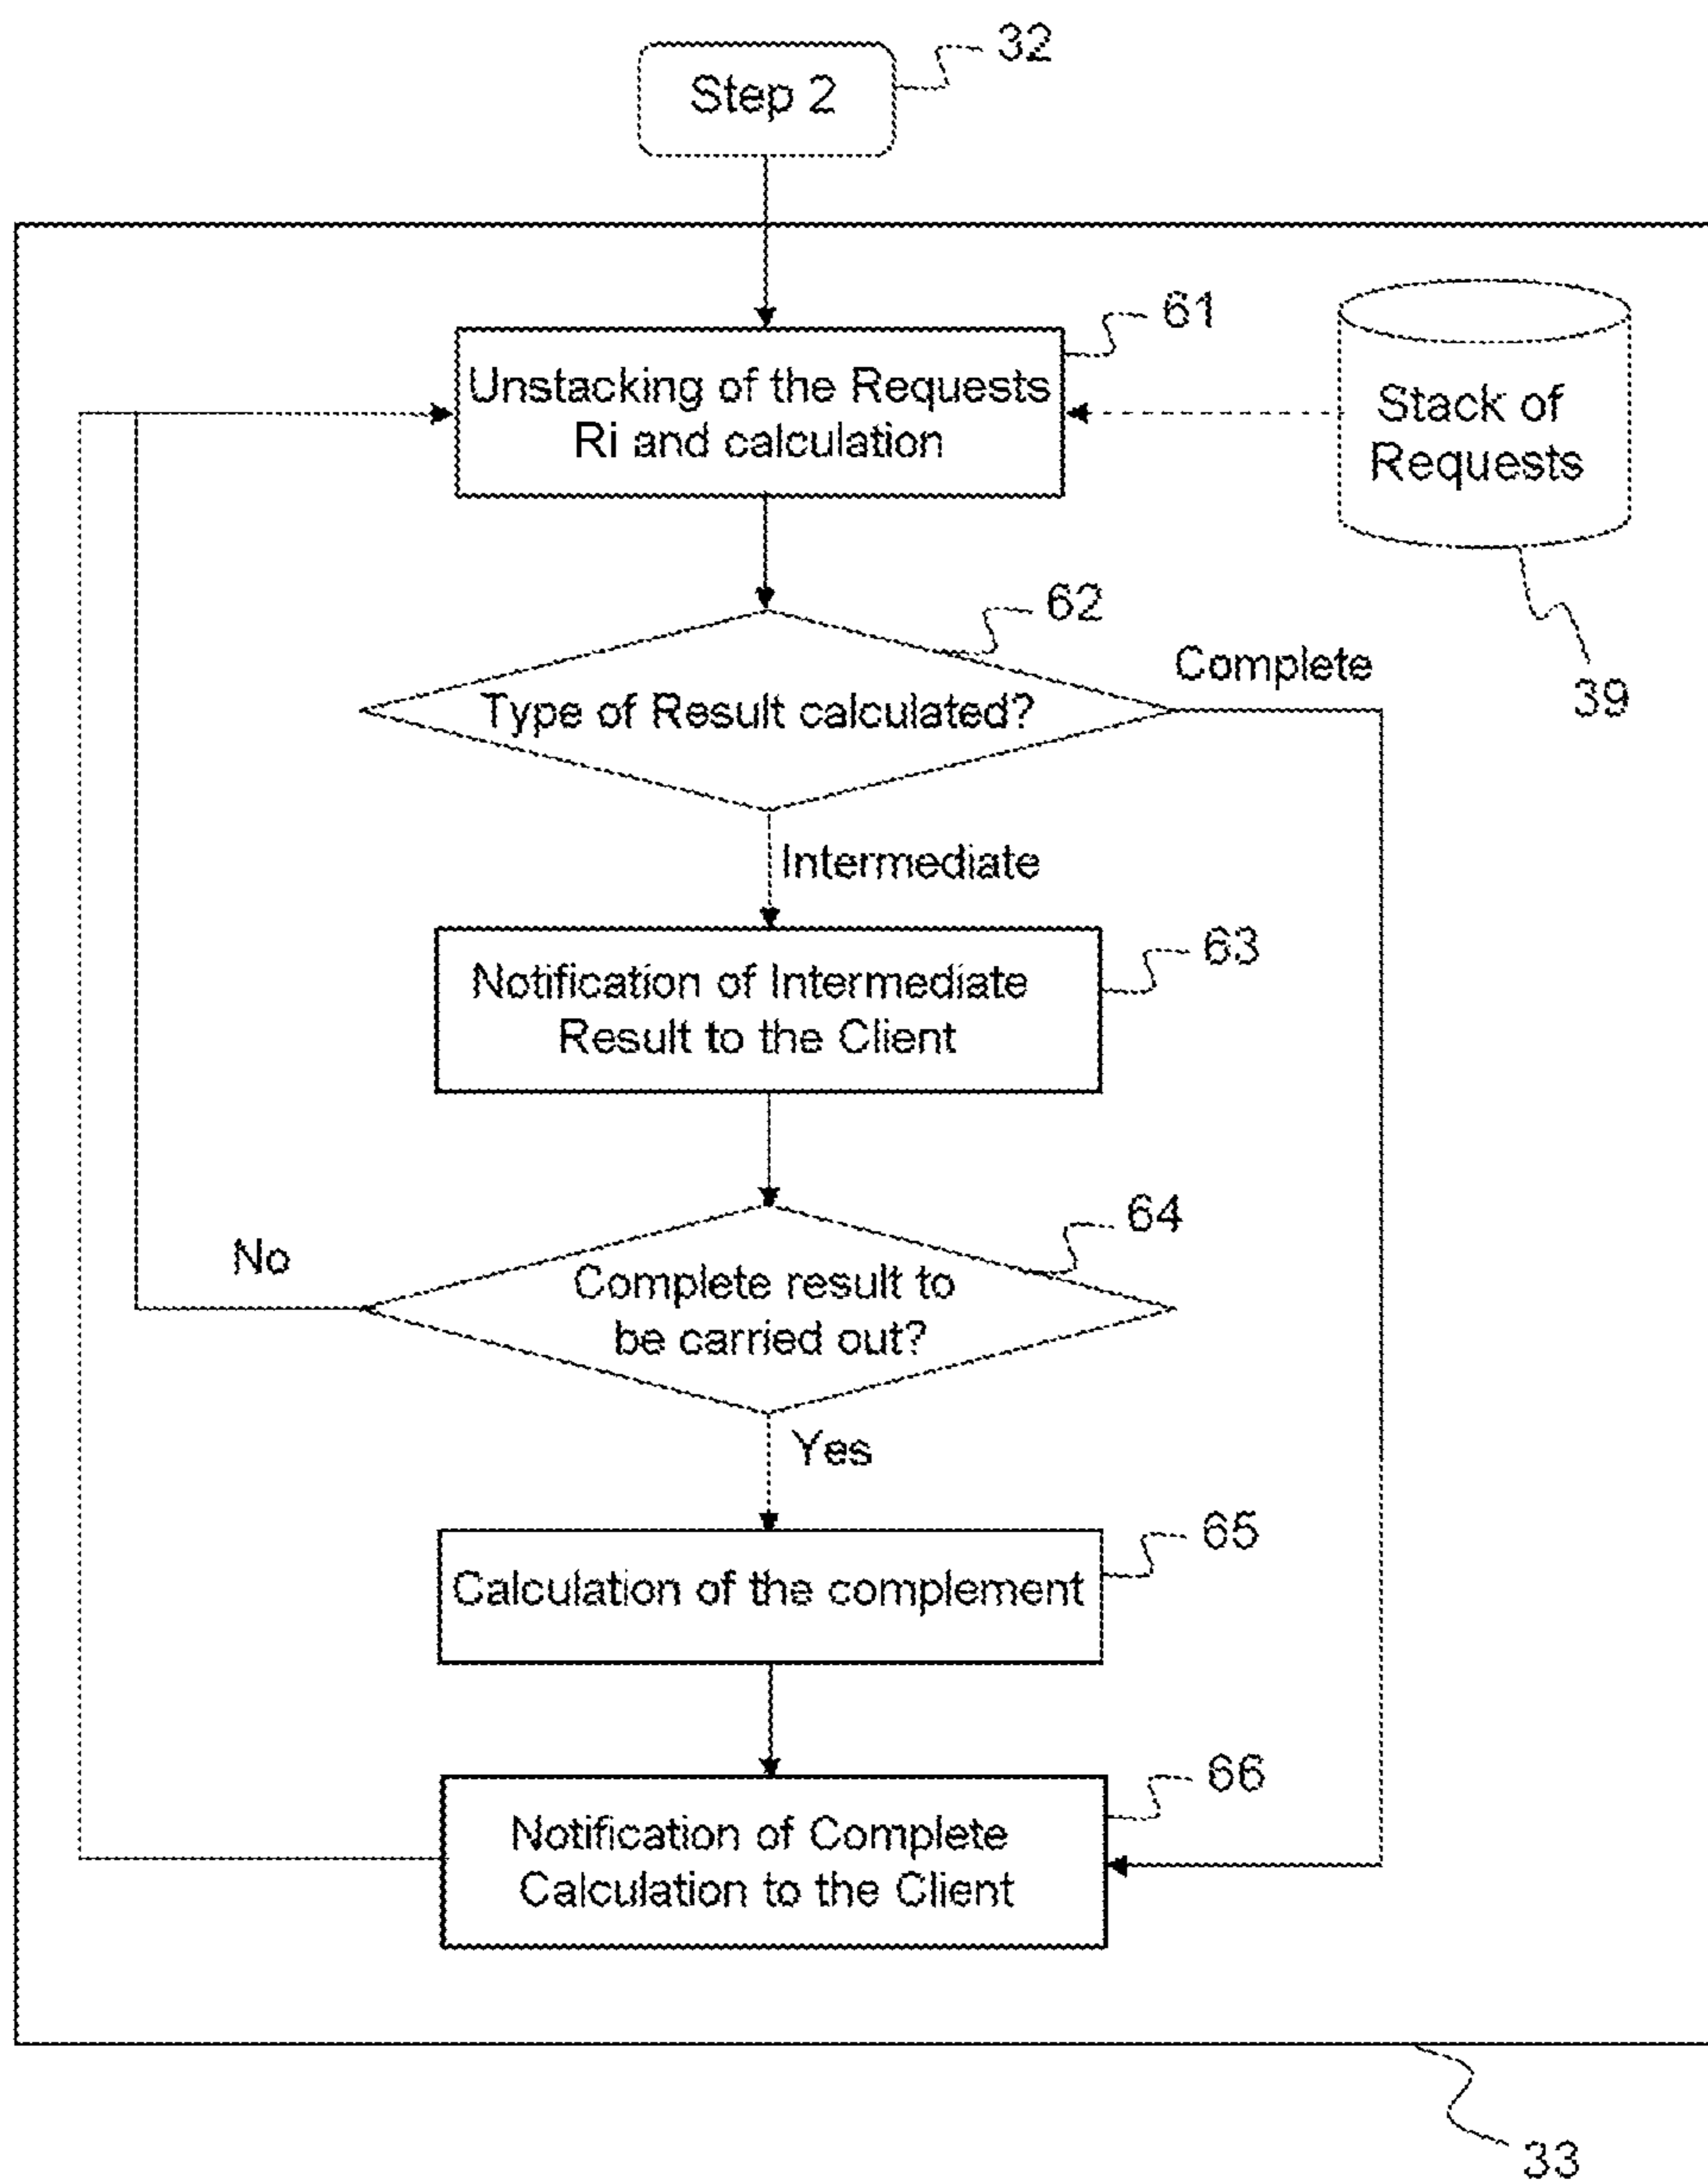 Step 2
32
61
Unstacking of the Requests
Ri and calculation
Stack of
Requests
39
62
Type of Result calculated?
Complete
Intermediate
63
Notification of Intermediate
Result to the Client
64
No
Complete result to
be carried out?
Yes
65
Calculation of the complement
66
Notification of Complete
Calculation to the Client
33